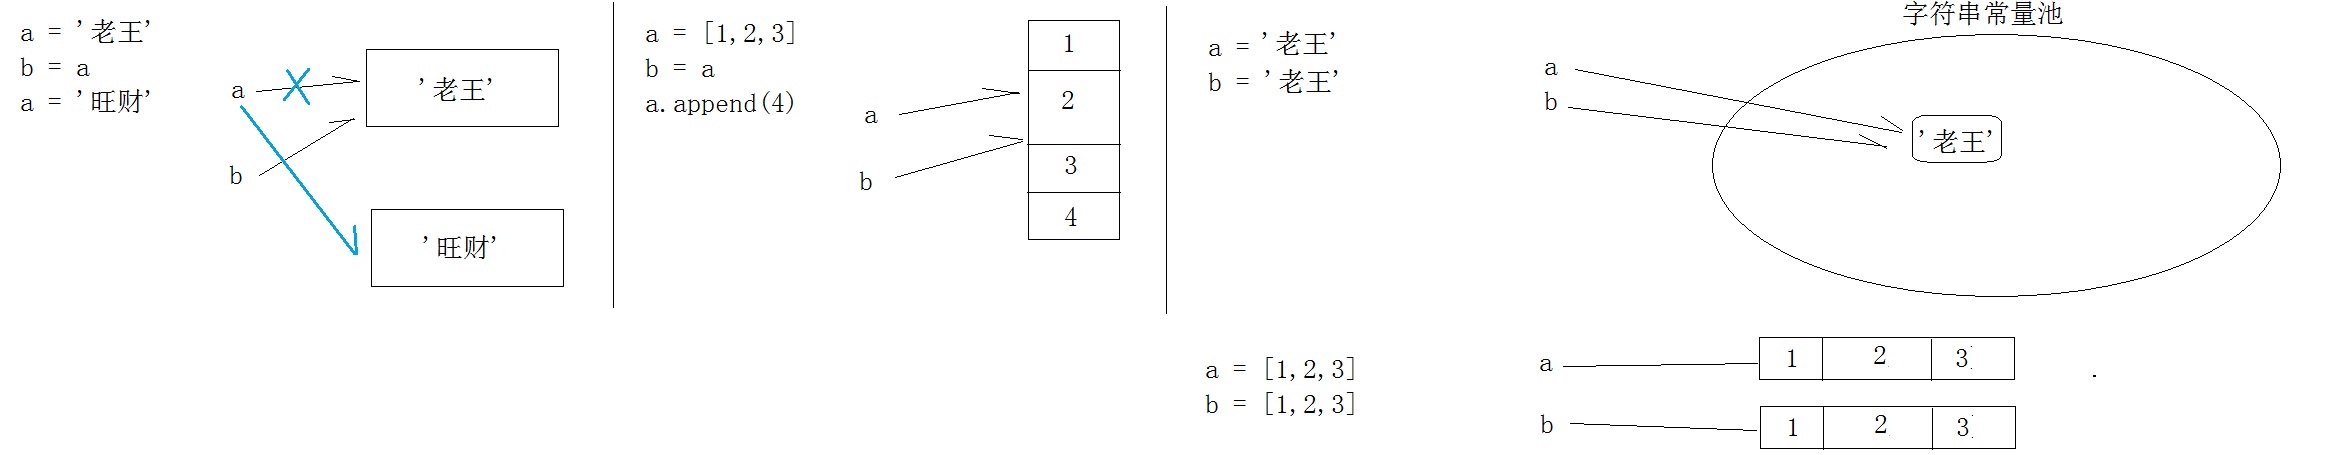 a = '老王'
b = a
a = '旺财'
a
b
'老王'
'旺财'
a = [1,2,3]
b = a
a.append(4)
a
b
1
2
3
4
a = '老王'
b = '老王'
字符串常量池
a
b
'老王'
a = [1,2,3]
b = [1,2,3]
a
1 2 3
b
1 2 3